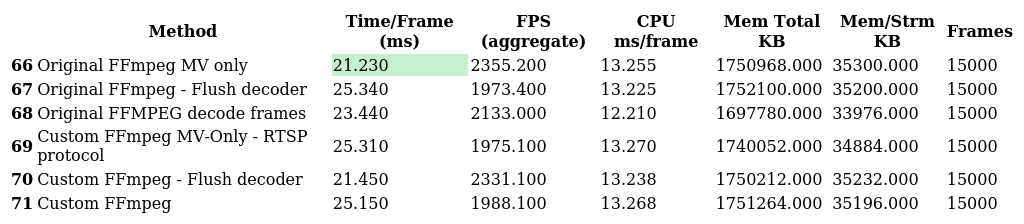 Method Time/Frame (ms) FPS (aggregate) CPU ms/frame Mem Total KB Mem/Strm KB Frames
66 Original FFmpeg MV only 21.230 2355.200 13.255 1750968.000 35300.000 15000
67 Original FFmpeg - Flush decoder 25.340 1973.400 13.225 1752100.000 35200.000 15000
68 Original FFMPEG decode frames 23.440 2133.000 12.210 1697780.000 33976.000 15000
69 Custom FFmpeg MV-Only - RTSP protocol 25.310 1975.100 13.270 1740052.000 34884.000 15000
70 Custom FFmpeg - Flush decoder 21.450 2331.100 13.238 1750212.000 35232.000 15000
71 Custom FFmpeg 25.150 1988.100 13.268 1751264.000 35196.000 15000